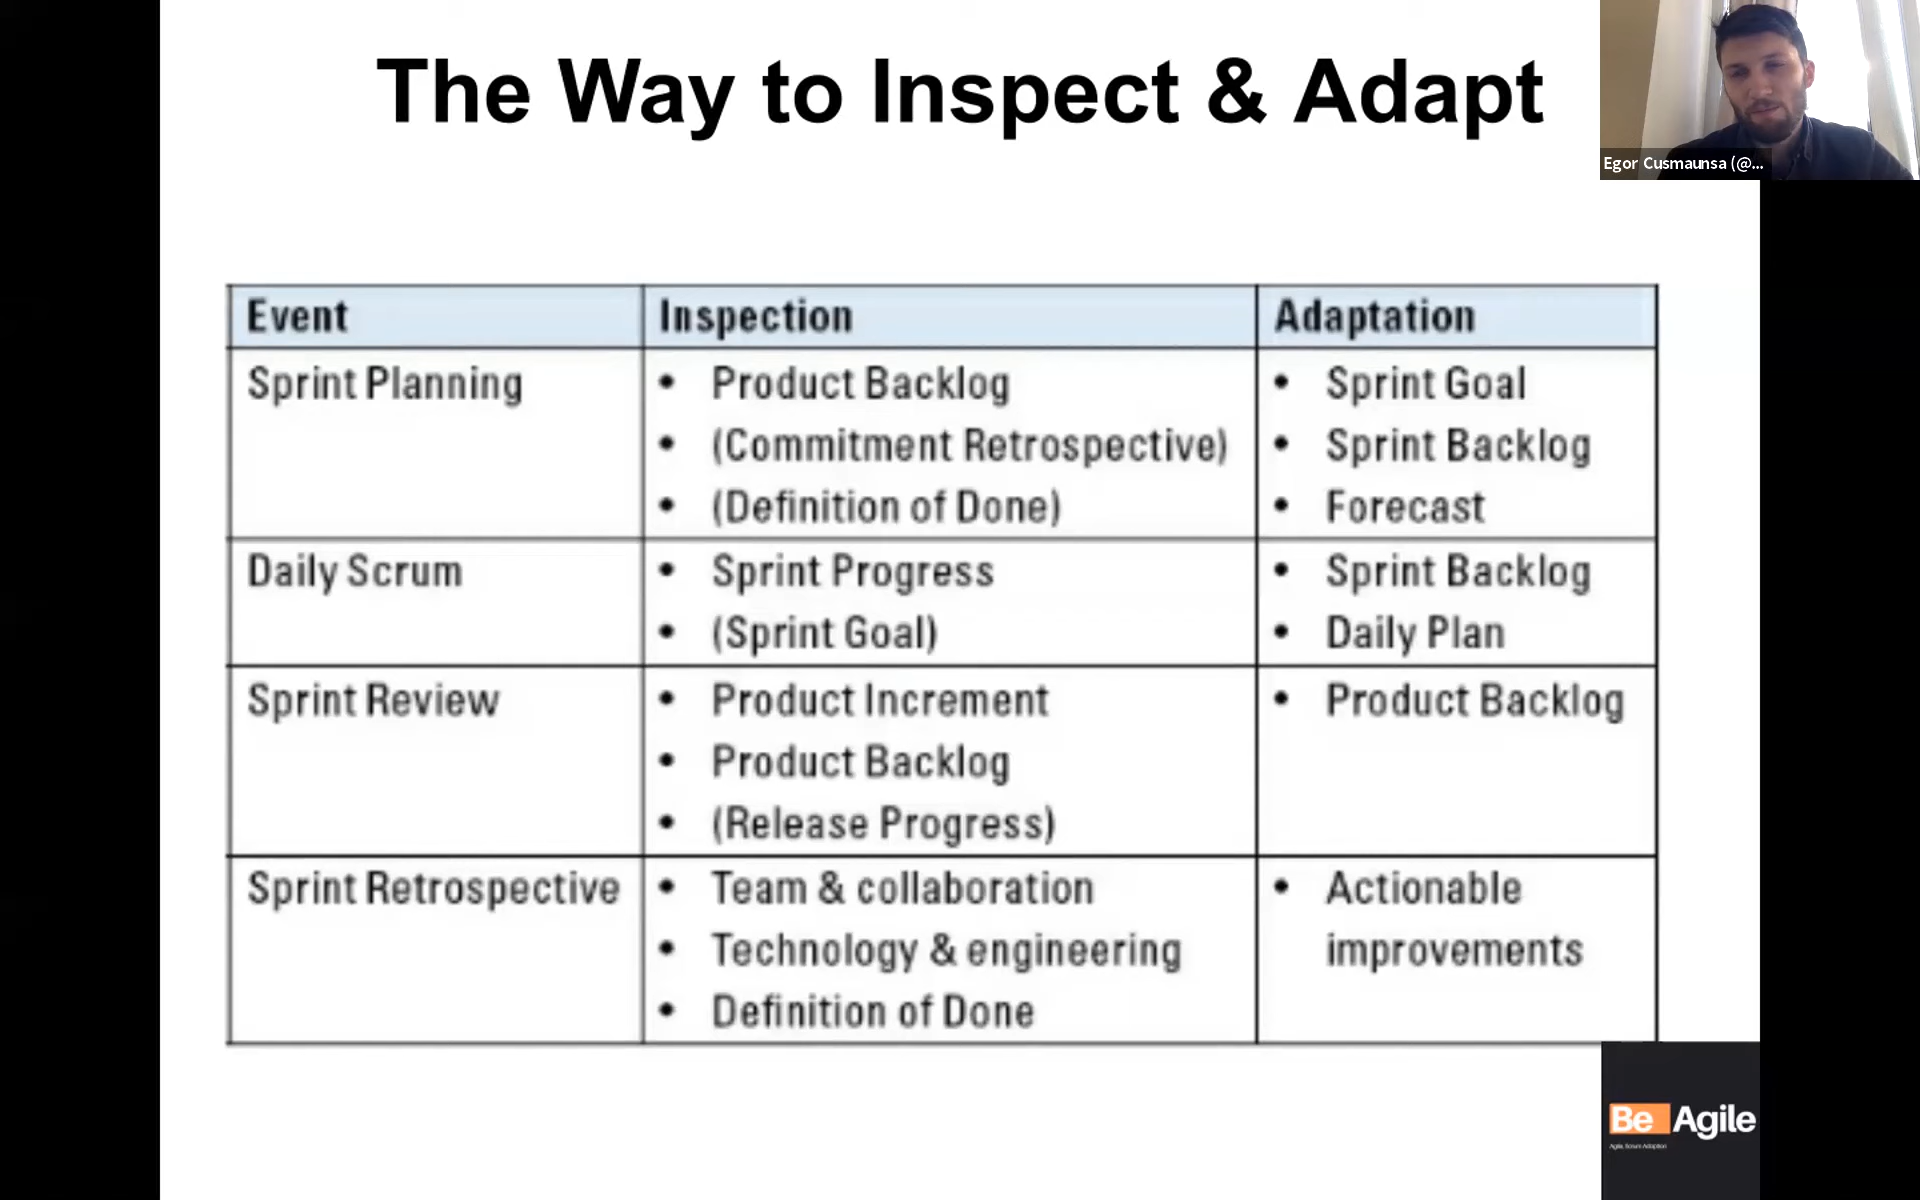 The Way to Inspect & Adapt
Egor Cusmaunsa (@...
Event Inspection Adaptation
Sprint Planning • Product Backlog • Sprint Goal
• (Commitment Retrospective) • Sprint Backlog
• (Definition of Done) • Forecast
Daily Scrum • Sprint Progress • Sprint Backlog
• (Sprint Goal) • Daily Plan
Sprint Review • Product Increment • Product Backlog
• Product Backlog
• (Release Progress)
Sprint Retrospective • Team & collaboration • Actionable
• Technology & engineering improvements
• Definition of Done
Be Agile
Agile, Scrum Adoption